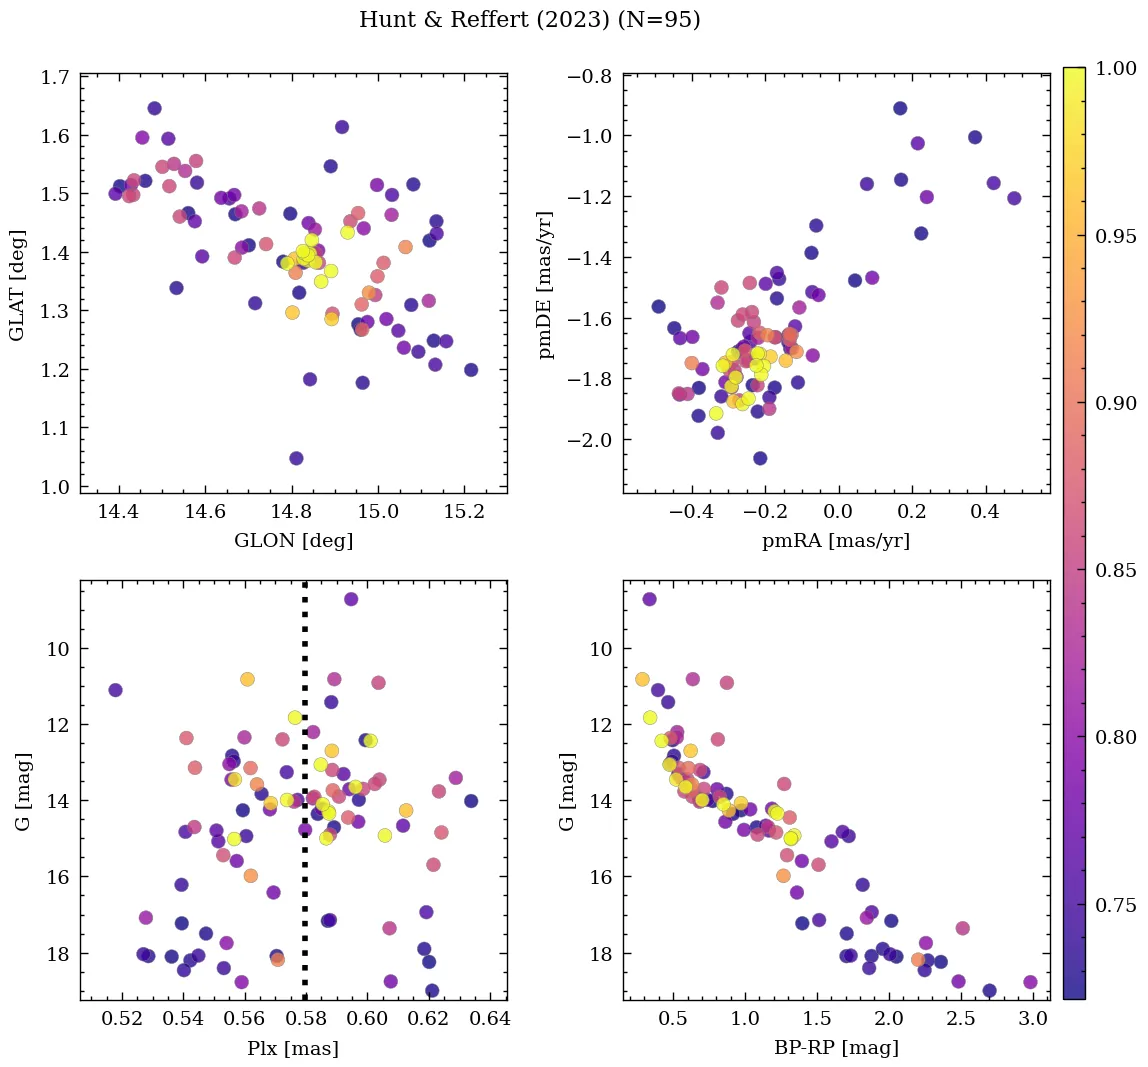 Hunt & Reffert (2023) (N=95)
1.7
1.6
1.5
1.4
1.3
1.2
1.1
1.0
GLAT [deg]
14.4 14.6 14.8 15.0 15.2
GLON [deg]
−0.8
−1.0
−1.2
−1.4
−1.6
−1.8
−2.0
pmDE [mas/yr]
−0.4 −0.2 0.0 0.2 0.4
pmRA [mas/yr]
10
12
14
16
18
G [mag]
0.52 0.54 0.56 0.58 0.60 0.62 0.64
Plx [mas]
10
12
14
16
18
G [mag]
0.5 1.0 1.5 2.0 2.5 3.0
BP-RP [mag]
1.00
0.95
0.90
0.85
0.80
0.75